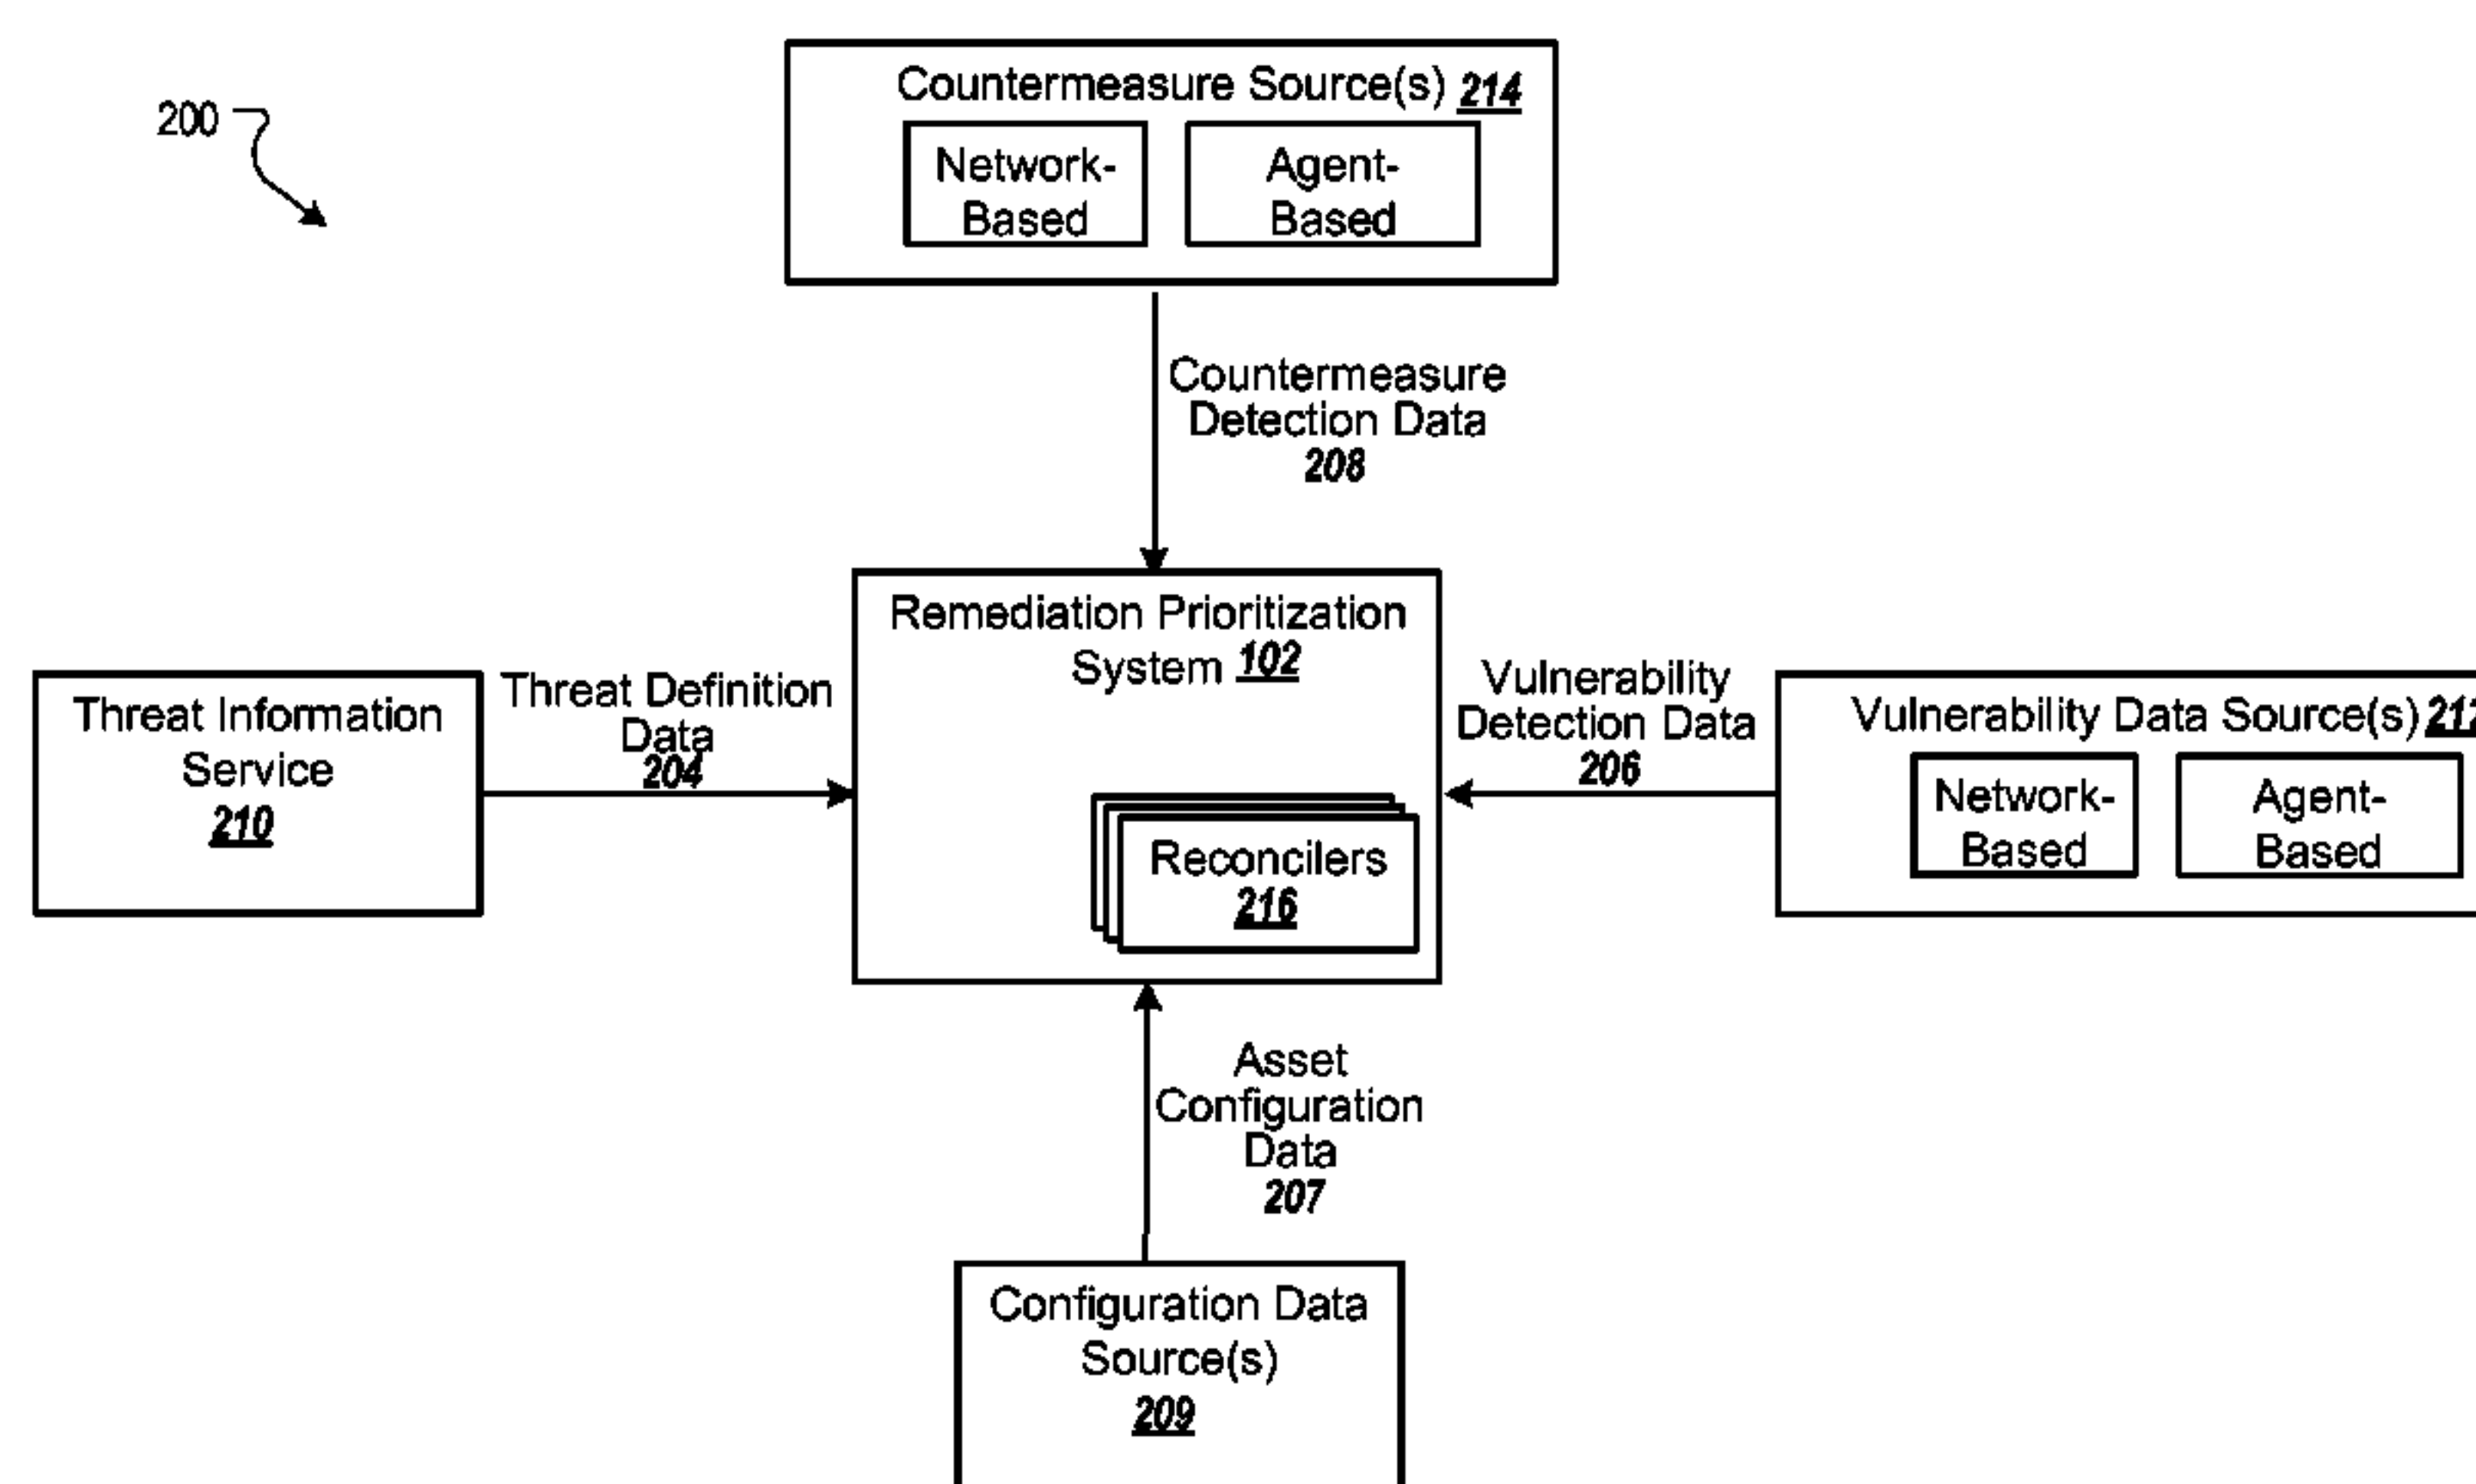 200
Countermeasure Source(s) 214
Network-
Based
Agent-
Based
Countermeasure
Detection Data
208
Remediation Prioritization
System 102
Reconcilers
216
Threat Information
Service
210
Threat Definition
Data
204
Vulnerability
Detection Data
206
Vulnerability Data Source(s) 212
Network-
Based
Agent-
Based
Asset
Configuration
Data
207
Configuration Data
Source(s)
209